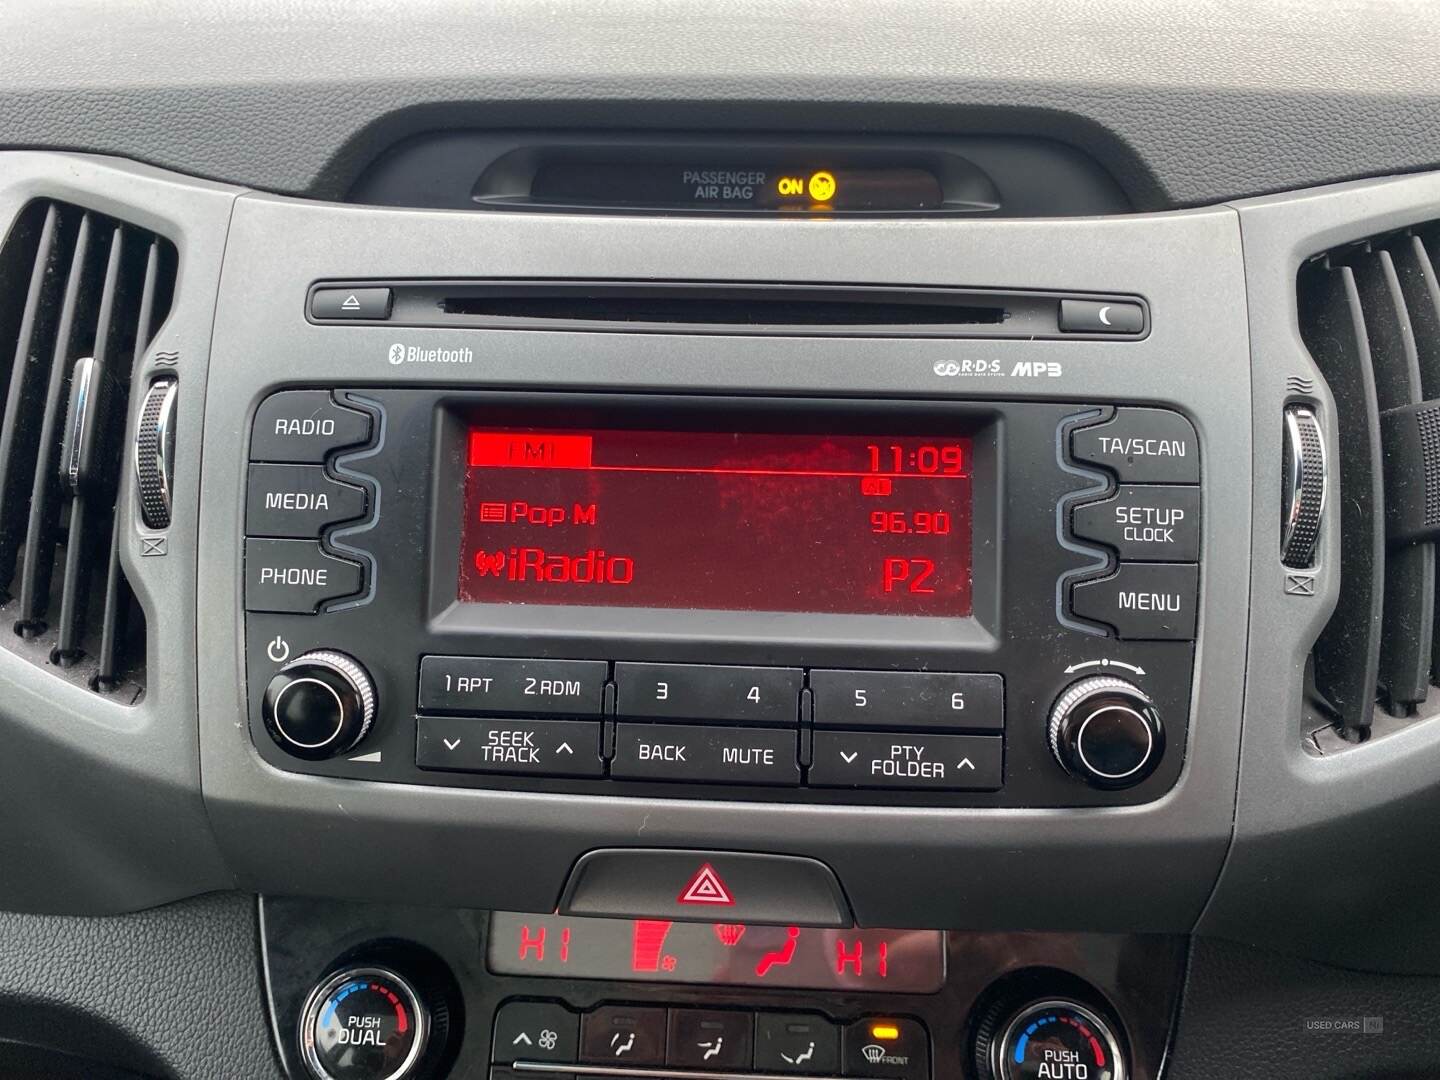 PASSENGER
AIR BAG ON
Bluetooth
R·D·S MP3
RADIO
MEDIA
PHONE
FM1 11:09
Pop M 96.90
iRadio P2
TA/SCAN
SETUP
CLOCK
MENU
1 RPT 2 RDM 3 4 5 6
SEEK
TRACK
BACK MUTE
PTY
FOLDER
HI HI
PUSH
DUAL
FRONT
PUSH
AUTO
USED CARS NI